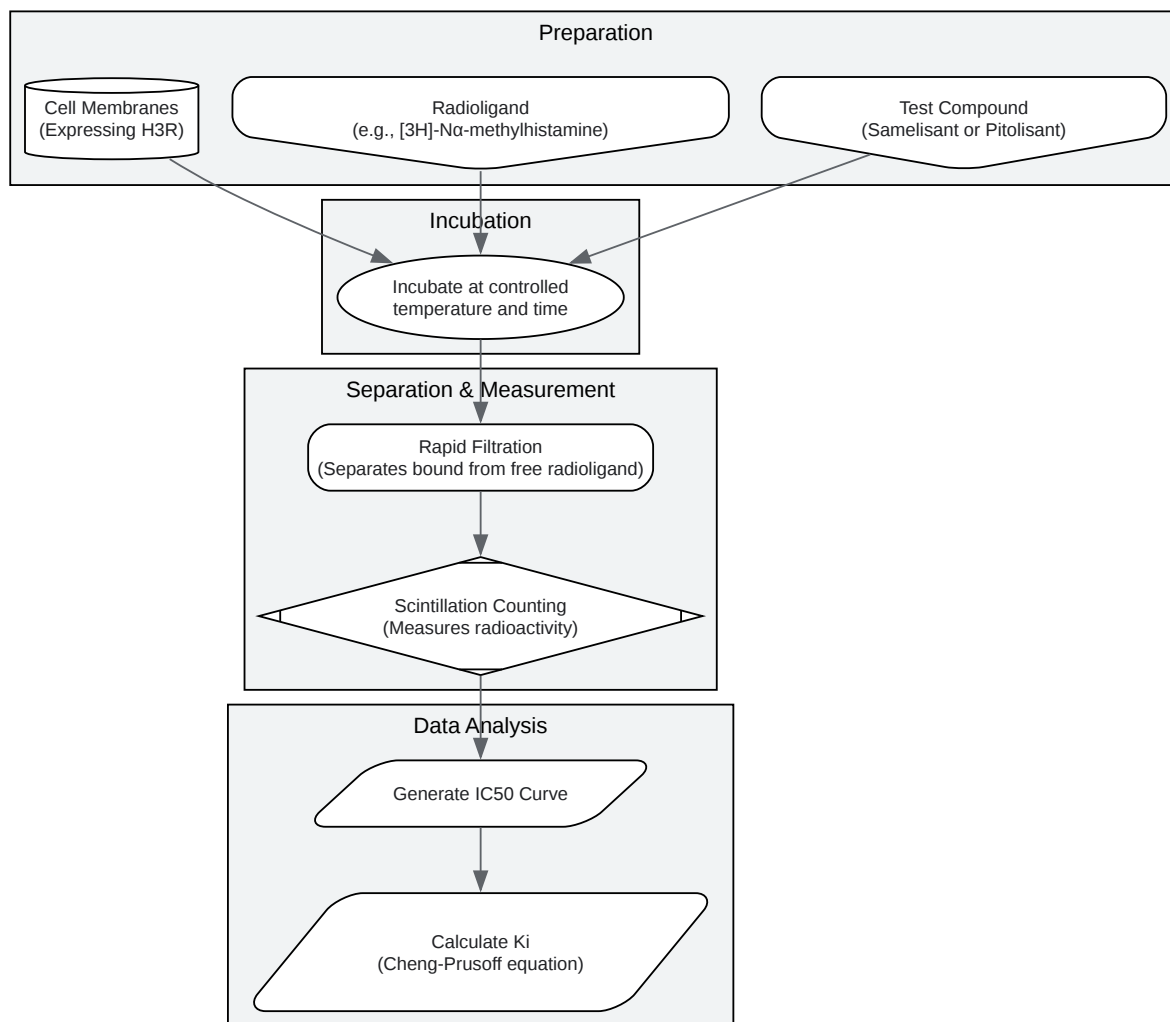 Preparation
Cell Membranes
(Expressing H3R)
Radioligand
(e.g., [3H]-Nα-methylhistamine)
Test Compound
(Samelisant or Pitolisant)
Incubation
Incubate at controlled
temperature and time
Separation & Measurement
Rapid Filtration
(Separates bound from free radioligand)
Scintillation Counting
(Measures radioactivity)
Data Analysis
Generate IC50 Curve
Calculate Ki
(Cheng-Prusoff equation)